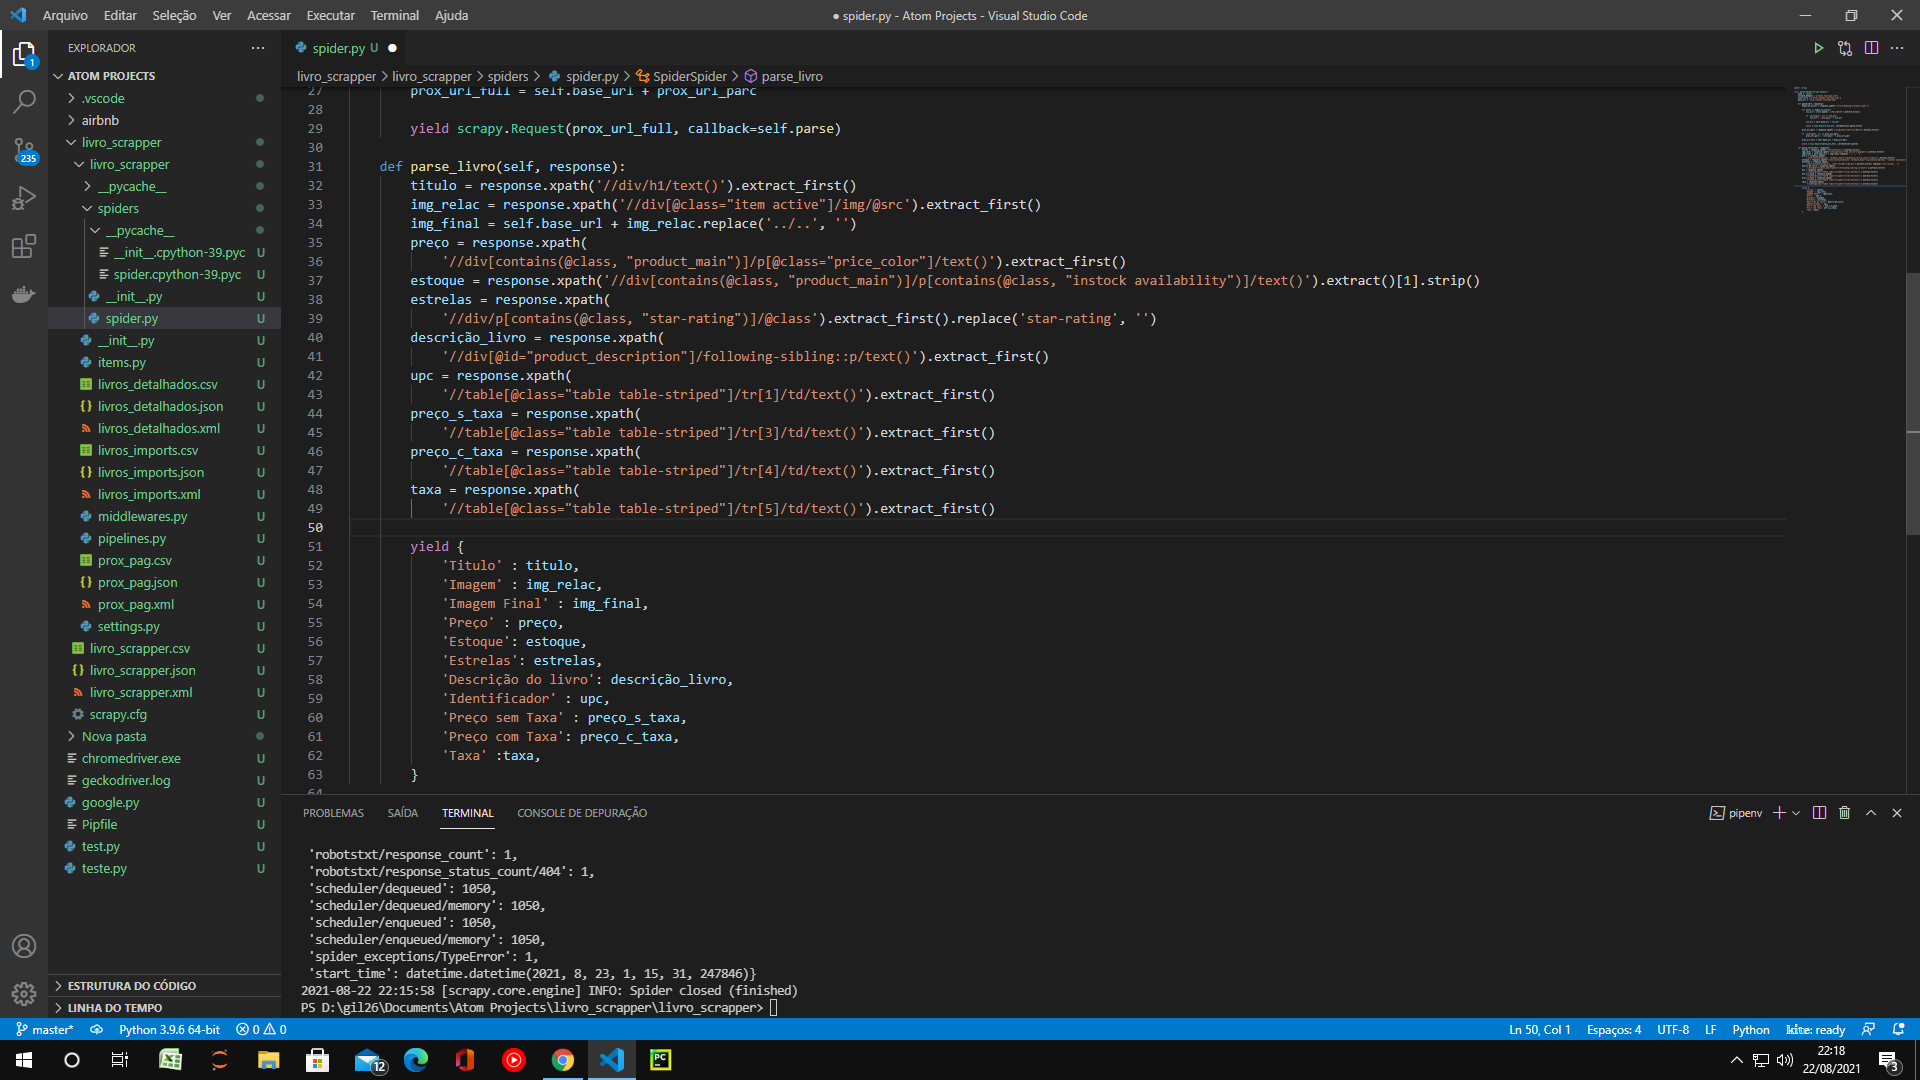 Arquivo Editar Seleção Ver Acessar Executar Terminal Ajuda
● spider.py - Atom Projects - Visual Studio Code
EXPLORADOR
spider.py U
ATOM PROJECTS
livro_scrapper > livro_scrapper > spiders > spider.py > SpiderSpider > parse_livro
.vscode
airbnb
livro_scrapper
livro_scrapper
__pycache__
spiders
__pycache__
__init__.cpython-39.pyc U
spider.cpython-39.pyc U
__init__.py U
spider.py U
__init__.py U
items.py U
livros_detalhados.csv U
livros_detalhados.json U
livros_detalhados.xml U
livros_imports.csv U
livros_imports.json U
livros_imports.xml U
middlewares.py U
pipelines.py U
prox_pag.csv U
prox_pag.json U
prox_pag.xml U
settings.py U
livro_scrapper.csv U
livro_scrapper.json U
livro_scrapper.xml U
scrapy.cfg U
Nova pasta
chromedriver.exe U
geckodriver.log U
google.py U
Pipfile U
test.py U
teste.py U
ESTRUTURA DO CÓDIGO
LINHA DO TEMPO
1
235
27 prox_url_full = self.base_url + prox_url_parc
28
29 yield scrapy.Request(prox_url_full, callback=self.parse)
30
31 def parse_livro(self, response):
32 titulo = response.xpath('//div/h1/text()').extract_first()
33 img_relac = response.xpath('//div[@class="item active"]/img/@src').extract_first()
34 img_final = self.base_url + img_relac.replace('../..', '')
35 preço = response.xpath(
36 '//div[contains(@class, "product_main")]/p[@class="price_color"]/text()').extract_first()
37 estoque = response.xpath('//div[contains(@class, "product_main")]/p[contains(@class, "instock availability")]/text()').extract()[1].strip()
38 estrelas = response.xpath(
39 '//div/p[contains(@class, "star-rating")]/@class').extract_first().replace('star-rating', '')
40 descrição_livro = response.xpath(
41 '//div[@id="product_description"]/following-sibling::p/text()').extract_first()
42 upc = response.xpath(
43 '//table[@class="table table-striped"]/tr[1]/td/text()').extract_first()
44 preço_s_taxa = response.xpath(
45 '//table[@class="table table-striped"]/tr[3]/td/text()').extract_first()
46 preço_c_taxa = response.xpath(
47 '//table[@class="table table-striped"]/tr[4]/td/text()').extract_first()
48 taxa = response.xpath(
49 '//table[@class="table table-striped"]/tr[5]/td/text()').extract_first()
50
51 yield {
52 'Titulo' : titulo,
53 'Imagem' : img_relac,
54 'Imagem Final' : img_final,
55 'Preço' : preço,
56 'Estoque': estoque,
57 'Estrelas': estrelas,
58 'Descrição do livro': descrição_livro,
59 'Identificador' : upc,
60 'Preço sem Taxa' : preço_s_taxa,
61 'Preço com Taxa': preço_c_taxa,
62 'Taxa' :taxa,
63 }
64
PROBLEMAS SAÍDA TERMINAL CONSOLE DE DEPURAÇÃO
pipenv
'robotstxt/response_count': 1,
'robotstxt/response_status_count/404': 1,
'scheduler/dequeued': 1050,
'scheduler/dequeued/memory': 1050,
'scheduler/enqueued': 1050,
'scheduler/enqueued/memory': 1050,
'spider_exceptions/TypeError': 1,
'start_time': datetime.datetime(2021, 8, 23, 1, 15, 31, 247846)}
2021-08-22 22:15:58 [scrapy.core.engine] INFO: Spider closed (finished)
PS D:\gil26\Documents\Atom Projects\livro_scrapper\livro_scrapper>
master* Python 3.9.6 64-bit 0 0
Ln 50, Col 1 Espaços: 4 UTF-8 LF Python kite: ready
12
PC
22:18
22/08/2021
3